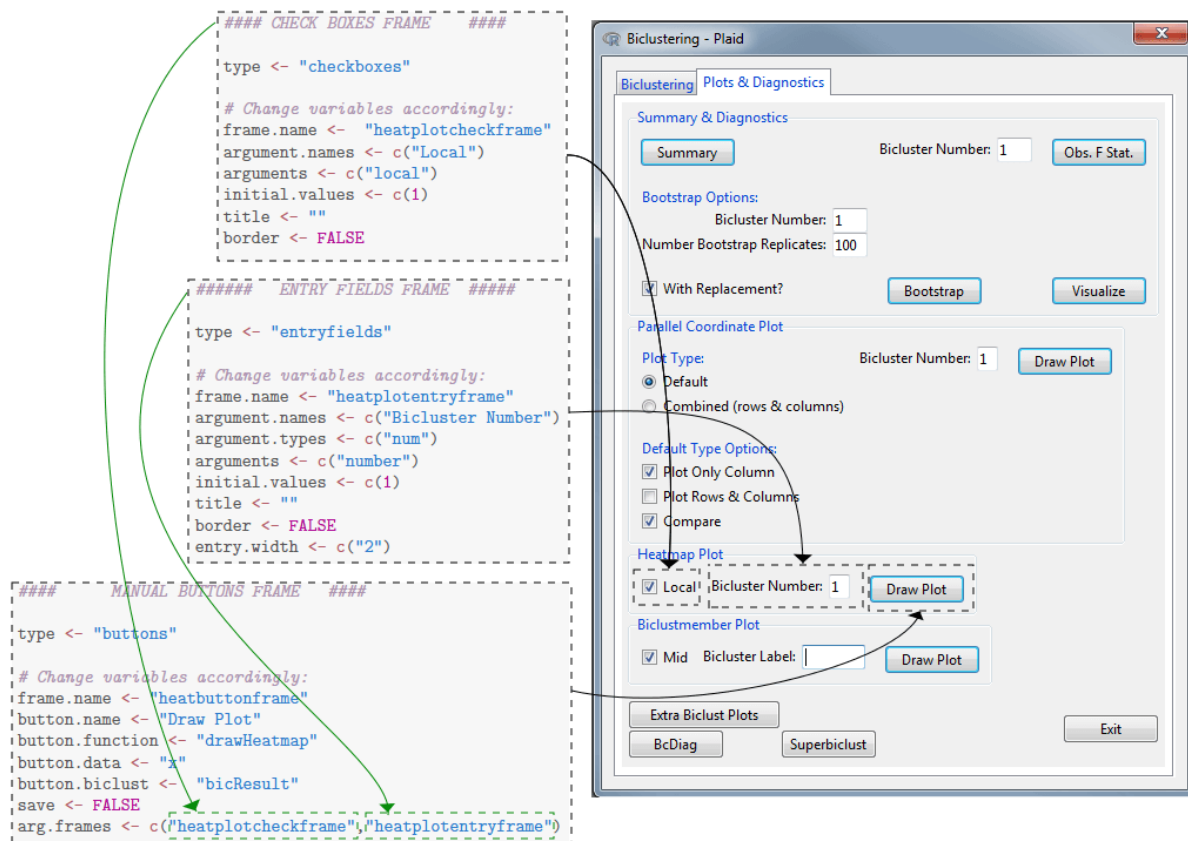 #### CHECK BOXES FRAME ####
type <- "checkboxes"
# Change variables accordingly:
frame.name <- "heatplotcheckframe"
argument.names <- c("Local")
arguments <- c("local")
initial.values <- c(1)
title <- ""
border <- FALSE
###### ENTRY FIELDS FRAME #####
type <- "entryfields"
# Change variables accordingly:
frame.name <- "heatplotentryframe"
argument.names <- c("Bicluster Number")
argument.types <- c("num")
arguments <- c("number")
initial.values <- c(1)
title <- ""
border <- FALSE
entry.width <- c("2")
#### MANUAL BUTTONS FRAME ####
type <- "buttons"
# Change variables accordingly:
frame.name <- "heatbuttonframe"
button.name <- "Draw Plot"
button.function <- "drawHeatmap"
button.data <- "x"
button.biclust <- "bicResult"
save <- FALSE
arg.frames <- c("heatplotcheckframe","heatplotentryframe")
Biclustering - Plaid
Biclustering Plots & Diagnostics
Summary & Diagnostics
Summary Bicluster Number: 1 Obs. F Stat.
Bootstrap Options:
Bicluster Number: 1
Number Bootstrap Replicates: 100
With Replacement? Bootstrap Visualize
Parallel Coordinate Plot
Plot Type: Bicluster Number: 1 Draw Plot
Default
Combined (rows & columns)
Default Type Options:
Plot Only Column
Plot Rows & Columns
Compare
Heatmap Plot
Local Bicluster Number: 1 Draw Plot
Biclustmember Plot
Mid Bicluster Label: Draw Plot
Extra Biclust Plots
Exit
BcDiag Superbiclust